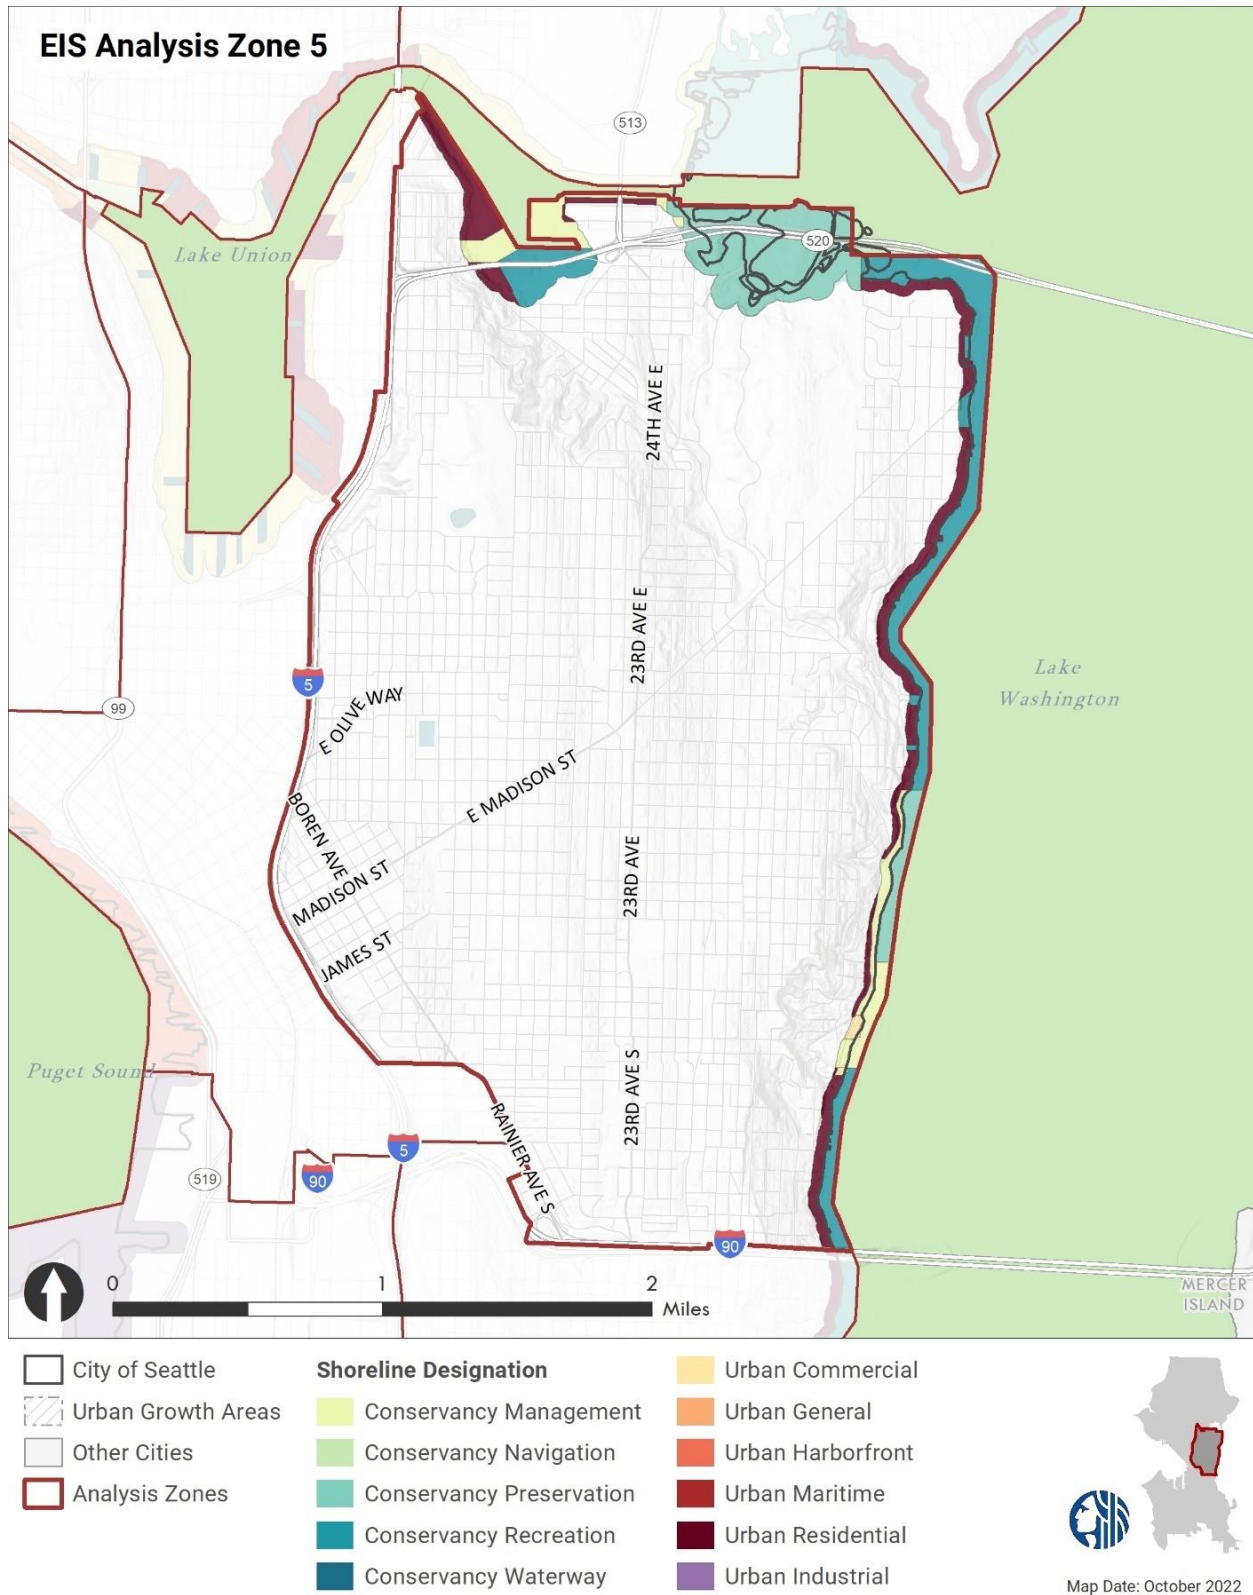 EIS Analysis Zone 5
513
Lake Union
520
24TH AVE E
23RD AVE E
5
Lake
Washington
99
E OLIVE WAY
E MADISON ST
BOREN AVE
MADISON ST
23RD AVE
JAMES ST
Puget Sound
23RD AVE S
RAINIER AVE S
5
90
519
90
0 1 2
Miles
MERCER
ISLAND
City of Seattle
Urban Growth Areas
Other Cities
Analysis Zones
Shoreline Designation
Conservancy Management
Conservancy Navigation
Conservancy Preservation
Conservancy Recreation
Conservancy Waterway
Urban Commercial
Urban General
Urban Harborfront
Urban Maritime
Urban Residential
Urban Industrial
Map Date: October 2022